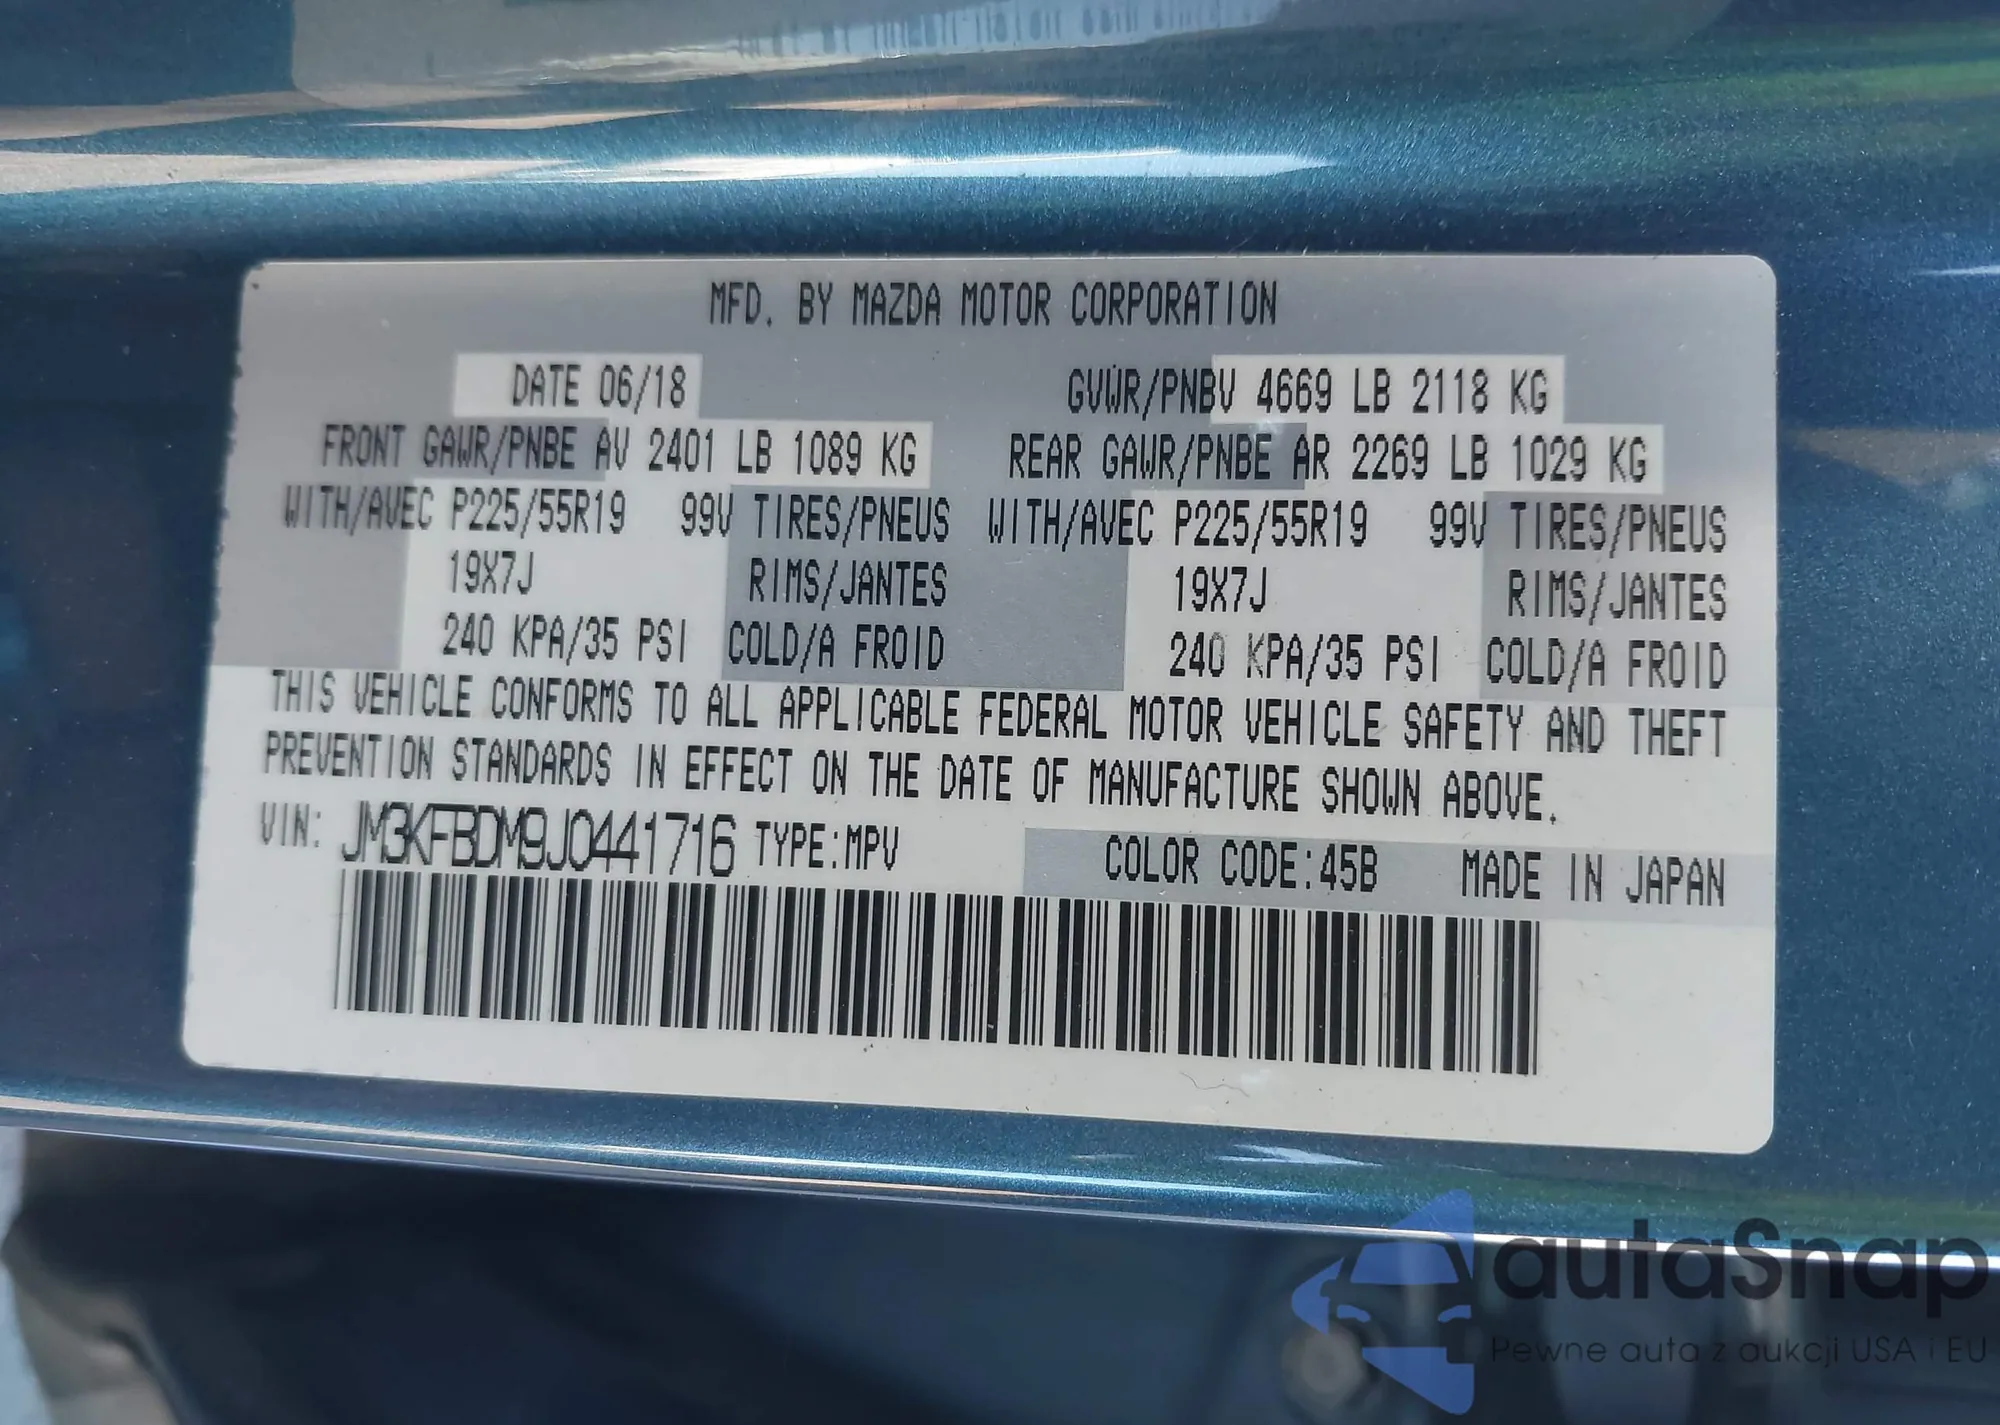 MFD. BY MAZDA MOTOR CORPORATION
DATE 06/18 GVWR/PNBV 4669 LB 2118 KG
FRONT GAWR/PNBE AV 2401 LB 1089 KG REAR GAWR/PNBE AR 2269 LB 1029 KG
WITH/AVEC P225/55R19 99V TIRES/PNEUS WITH/AVEC P225/55R19 99V TIRES/PNEUS
19X7J RIMS/JANTES 19X7J RIMS/JANTES
240 KPA/35 PSI COLD/A FROID 240 KPA/35 PSI COLD/A FROID
THIS VEHICLE CONFORMS TO ALL APPLICABLE FEDERAL MOTOR VEHICLE SAFETY AND THEFT
PREVENTION STANDARDS IN EFFECT ON THE DATE OF MANUFACTURE SHOWN ABOVE.
VIN: JM3KFBDM9J0441716 TYPE:MPV COLOR CODE:45B MADE IN JAPAN
autaSnap
Pewne auta z aukcji USA i EU